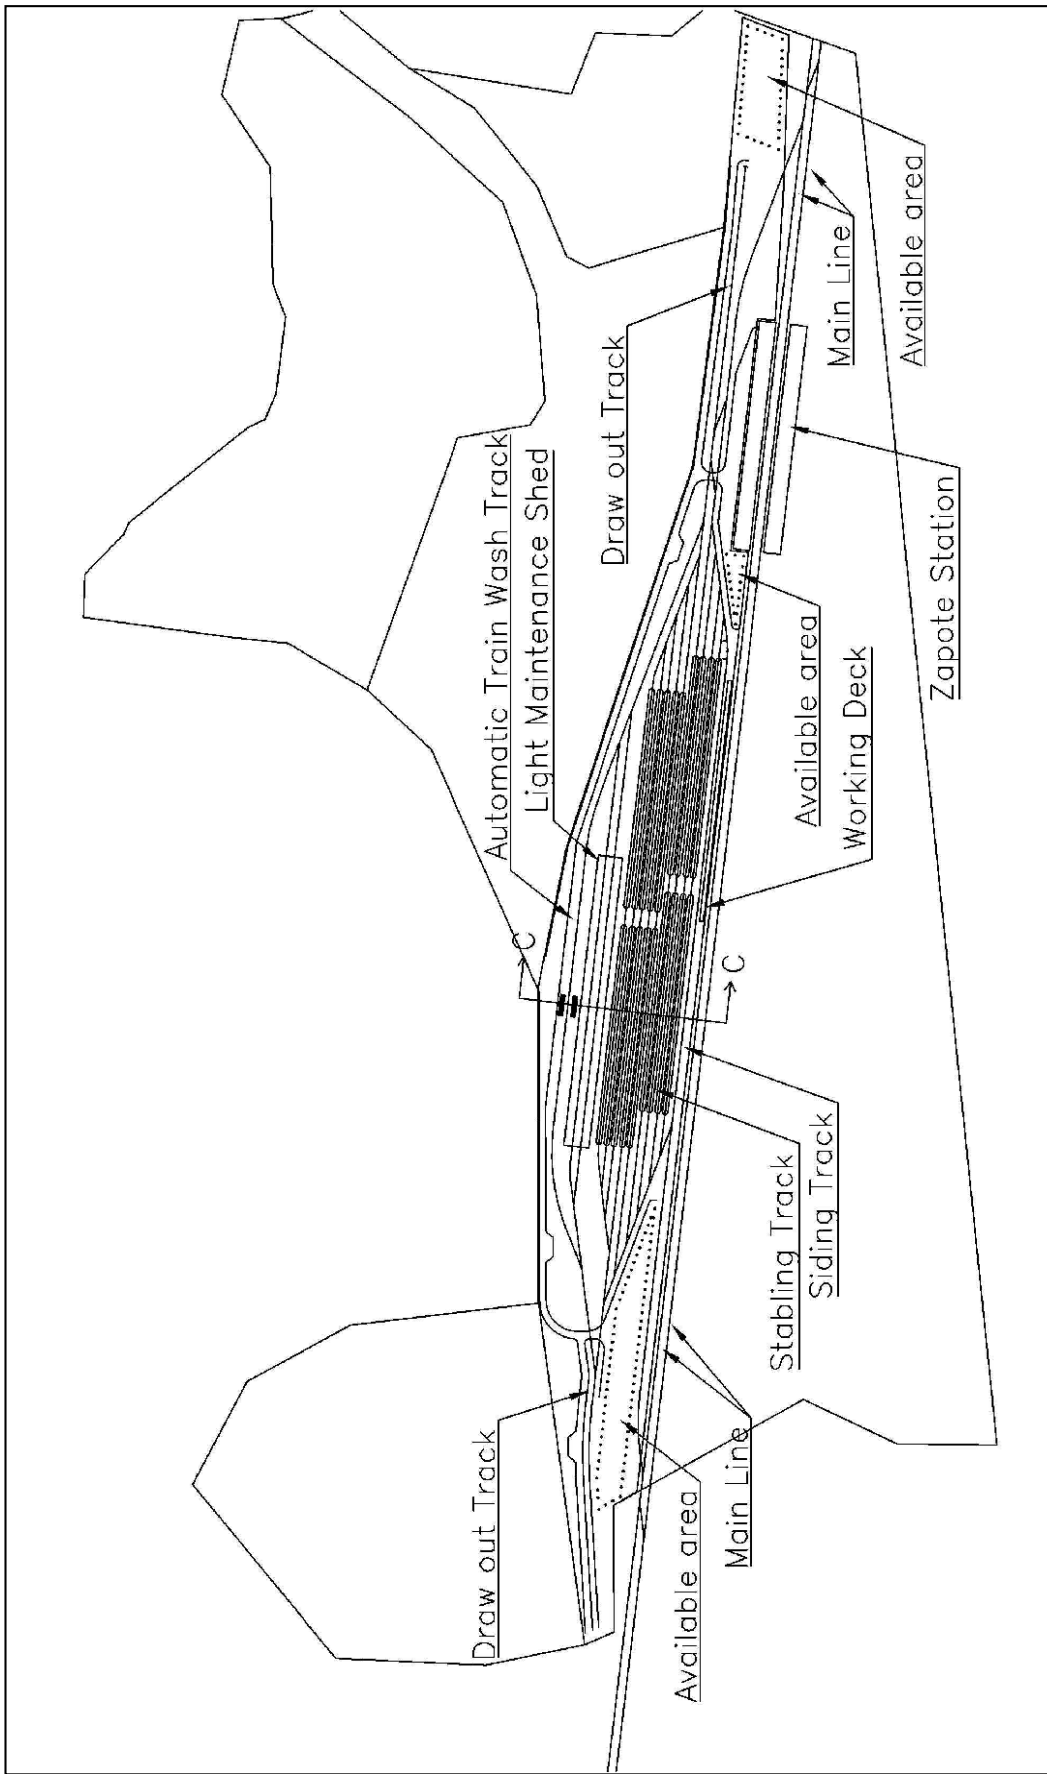 Automatic Train Wash Track
Light Maintenance Shed
Draw out Track
C
C
Draw out Track
Available area
Main Line
Stabling Track
Siding Track
Available area
Working Deck
Zapote Station
Main Line
Available area